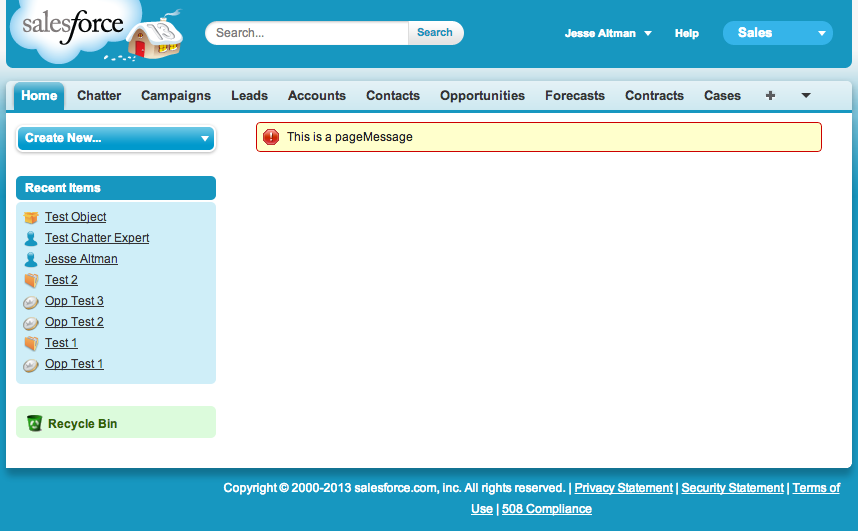 salesforce
Search...
Search
Jesse Altman
Help
Sales
Home Chatter Campaigns Leads Accounts Contacts Opportunities Forecasts Contracts Cases +
Create New...
This is a pageMessage
Recent Items
Test Object
Test Chatter Expert
Jesse Altman
Test 2
Opp Test 3
Opp Test 2
Test 1
Opp Test 1
Recycle Bin
Copyright © 2000-2013 salesforce.com, inc. All rights reserved. | Privacy Statement | Security Statement | Terms of
Use | 508 Compliance